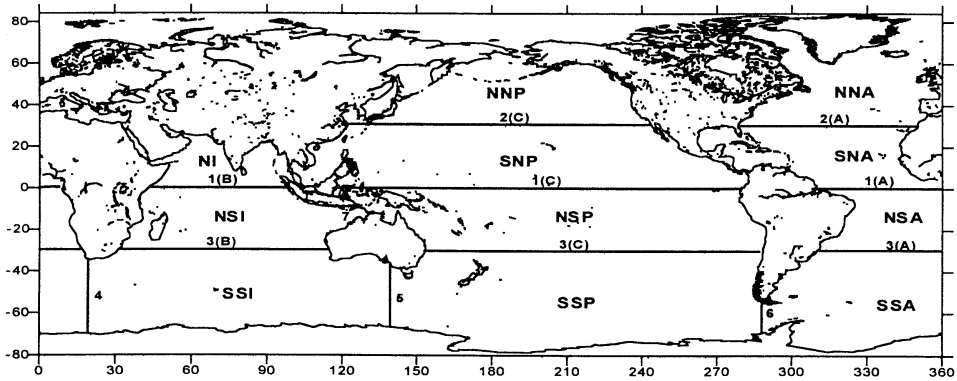 80
60
NNP
NNA
40
2(C)
2(A)
20
NI
SNP
SNA
1(B)
1(C)
1(A)
0
NSI
NSP
NSA
-20
3(B)
3(C)
3(A)
-40
4
SSI
5
SSP
6
SSA
-60
-80
0 30 60 90 120 150 180 210 240 270 300 330 360